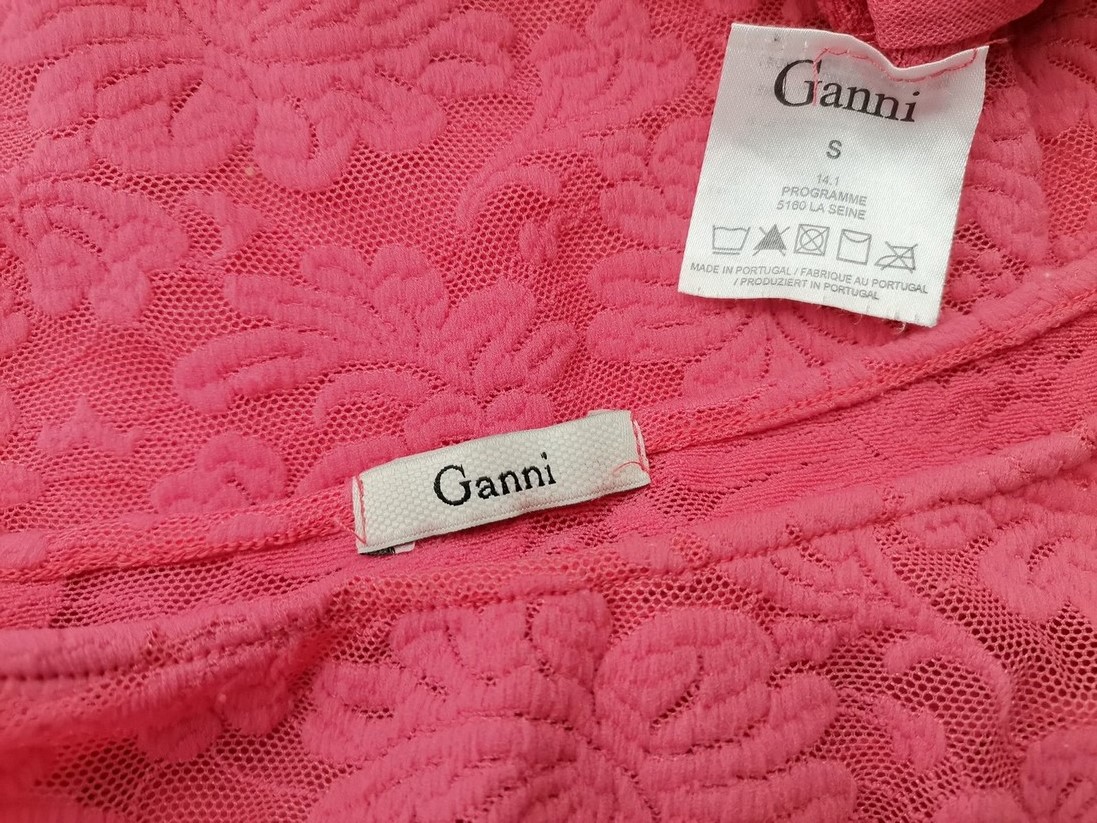 Ganni
S
14.1
PROGRAMME
5160 LA SEINE
MADE IN PORTUGAL / FABRIQUE AU PORTUGAL
/ PRODUZIERT IN PORTUGAL
Ganni